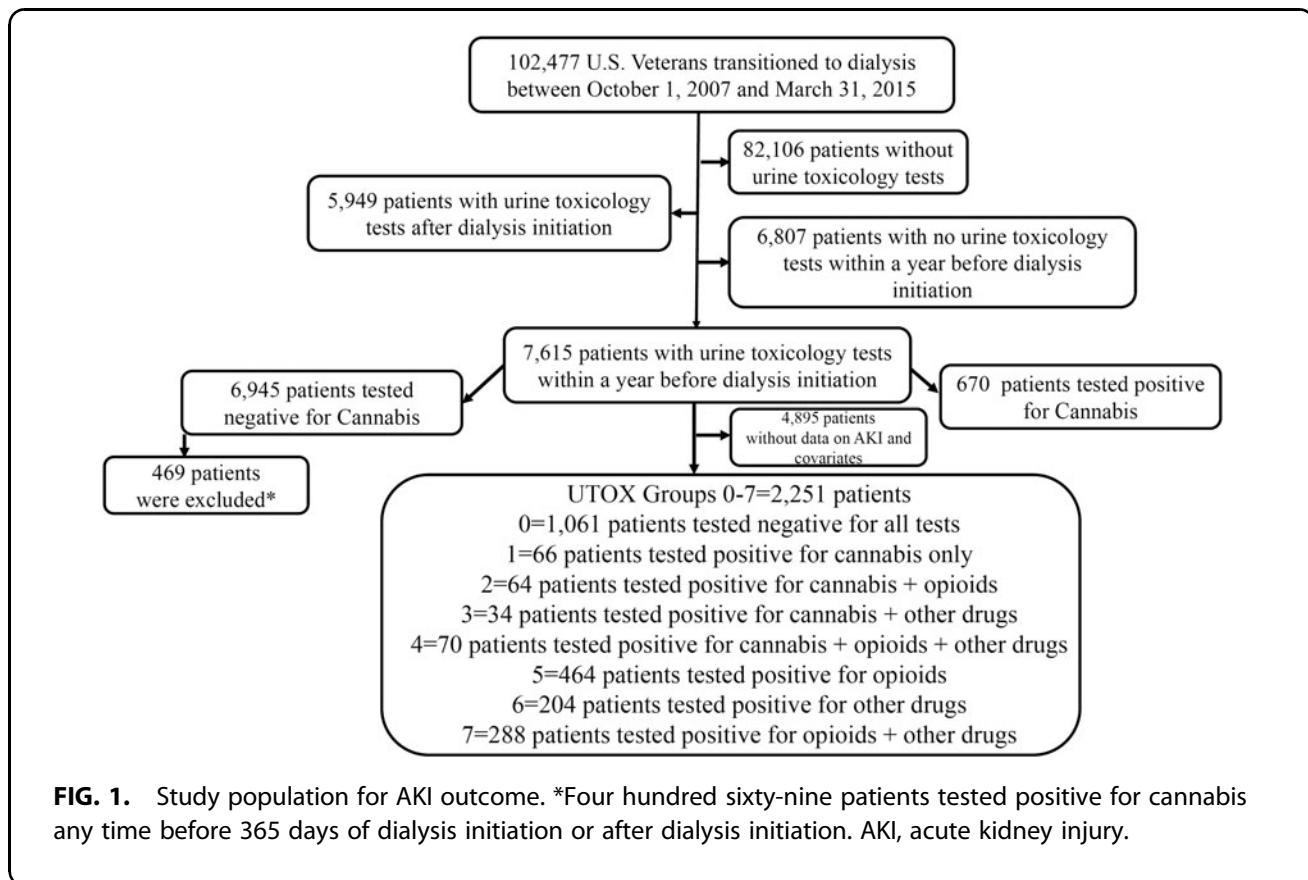 102,477 U.S. Veterans transitioned to dialysis
between October 1, 2007 and March 31, 2015
82,106 patients without
urine toxicology tests
5,949 patients with urine toxicology
tests after dialysis initiation
6,807 patients with no urine toxicology
tests within a year before dialysis
initiation
7,615 patients with urine toxicology tests
within a year before dialysis initiation
6,945 patients tested
negative for Cannabis
670 patients tested positive
for Cannabis
4,895 patients
without data on AKI and
covariates
469 patients
were excluded*
UTOX Groups 0-7=2,251 patients
0=1,061 patients tested negative for all tests
1=66 patients tested positive for cannabis only
2=64 patients tested positive for cannabis + opioids
3=34 patients tested positive for cannabis + other drugs
4=70 patients tested positive for cannabis + opioids + other drugs
5=464 patients tested positive for opioids
6=204 patients tested positive for other drugs
7=288 patients tested positive for opioids + other drugs
FIG. 1. Study population for AKI outcome. *Four hundred sixty-nine patients tested positive for cannabis
any time before 365 days of dialysis initiation or after dialysis initiation. AKI, acute kidney injury.